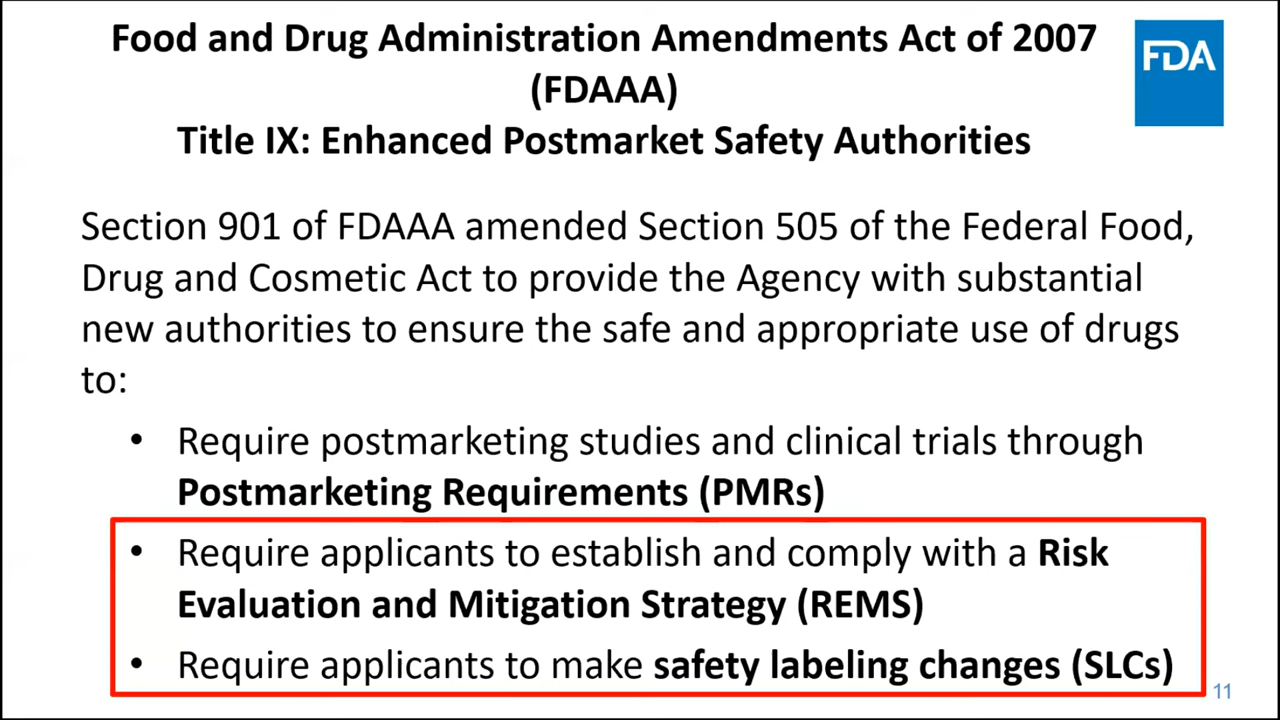 Food and Drug Administration Amendments Act of 2007
(FDAAA)
Title IX: Enhanced Postmarket Safety Authorities
FDA
Section 901 of FDAAA amended Section 505 of the Federal Food,
Drug and Cosmetic Act to provide the Agency with substantial
new authorities to ensure the safe and appropriate use of drugs
to:
• Require postmarketing studies and clinical trials through
Postmarketing Requirements (PMRs)
• Require applicants to establish and comply with a Risk
Evaluation and Mitigation Strategy (REMS)
• Require applicants to make safety labeling changes (SLCs)
11